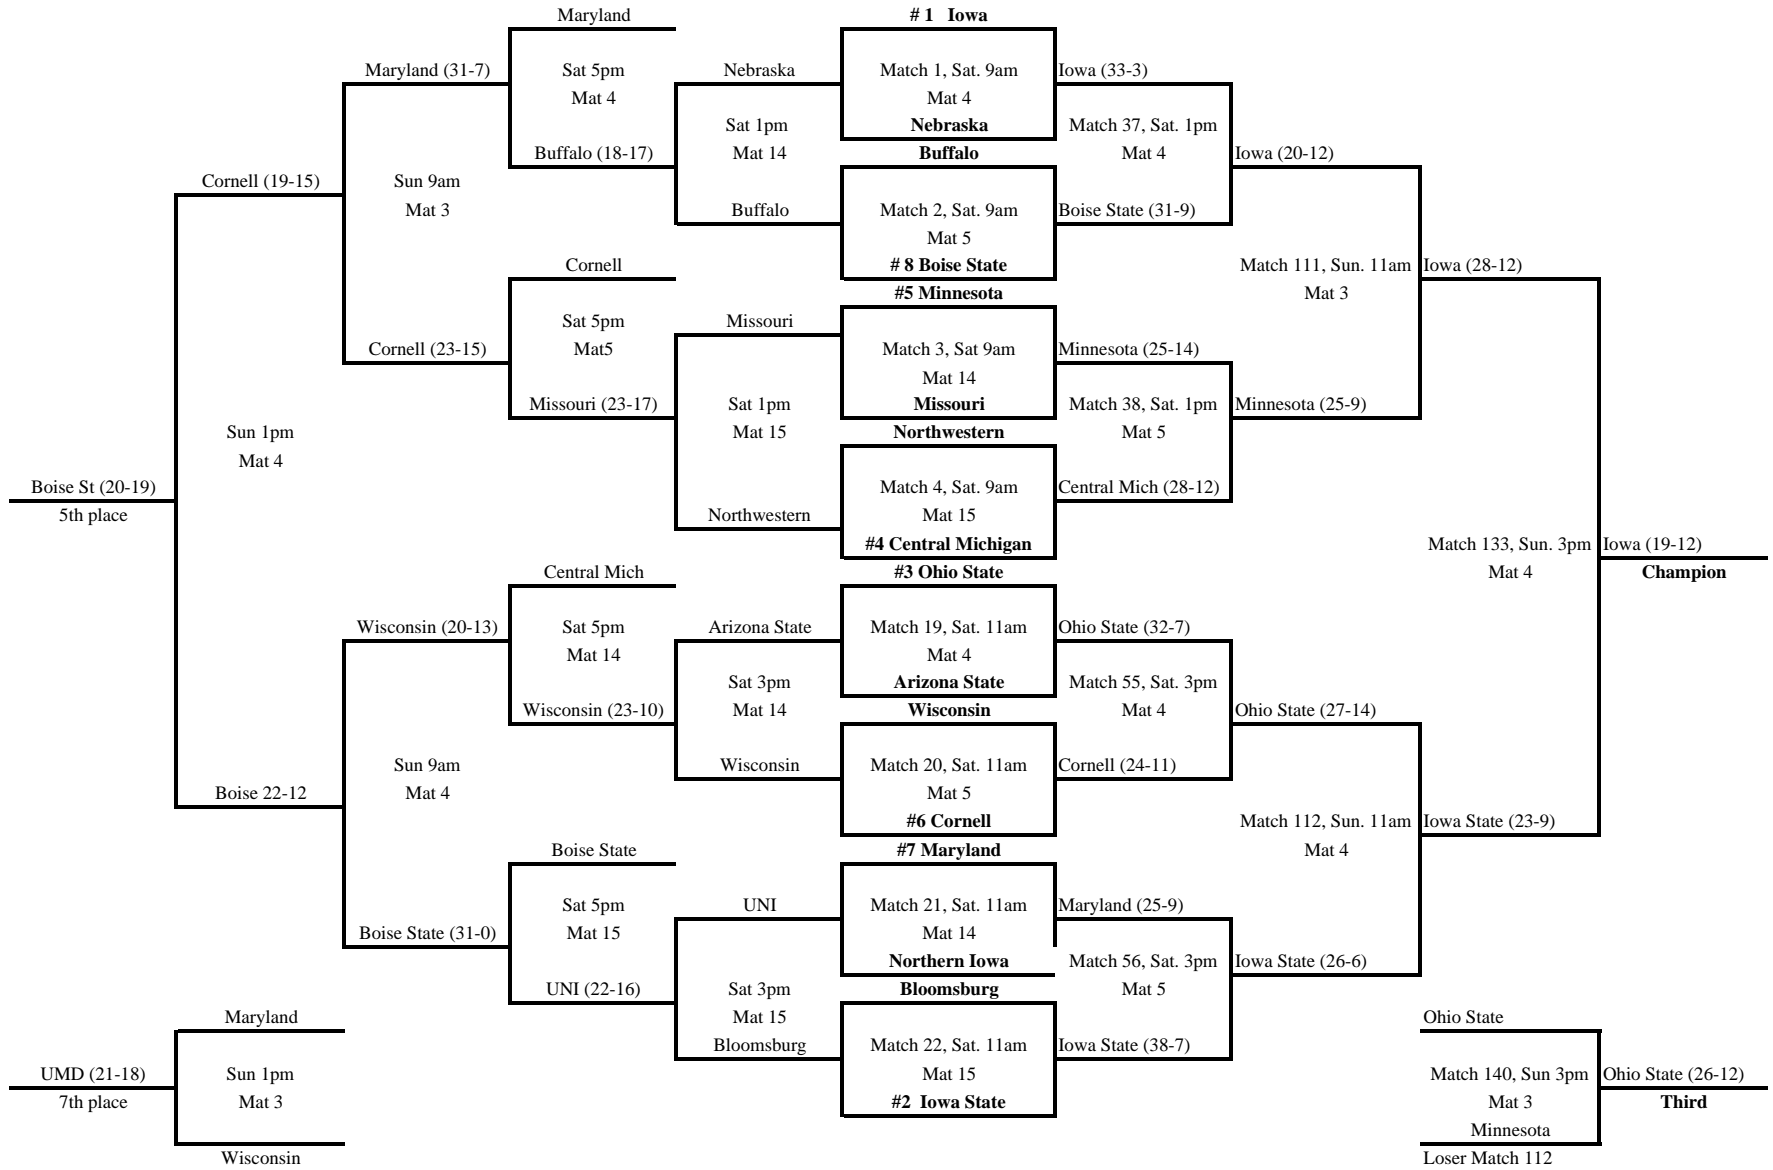 Maryland
# 1 Iowa
Maryland (31-7)
Sat 5pm
Nebraska
Match 1, Sat. 9am
Iowa (33-3)
Mat 4
Mat 4
Sat 1pm
Nebraska
Match 37, Sat. 1pm
Buffalo (18-17)
Mat 14
Buffalo
Mat 4
Iowa (20-12)
Cornell (19-15)
Sun 9am
Mat 3
Buffalo
Match 2, Sat. 9am
Boise State (31-9)
Mat 5
Cornell
# 8 Boise State
Match 111, Sun. 11am
Iowa (28-12)
#5 Minnesota
Mat 3
Sat 5pm
Missouri
Cornell (23-15)
Mat5
Match 3, Sat 9am
Minnesota (25-14)
Mat 14
Missouri (23-17)
Sat 1pm
Missouri
Match 38, Sat. 1pm
Minnesota (25-9)
Sun 1pm
Mat 15
Northwestern
Mat 5
Mat 4
Boise St (20-19)
Match 4, Sat. 9am
Central Mich (28-12)
5th place
Northwestern
Mat 15
#4 Central Michigan
Match 133, Sun. 3pm
Iowa (19-12)
Central Mich
#3 Ohio State
Mat 4
Champion
Wisconsin (20-13)
Sat 5pm
Arizona State
Match 19, Sat. 11am
Ohio State (32-7)
Mat 14
Mat 4
Sat 3pm
Arizona State
Match 55, Sat. 3pm
Wisconsin (23-10)
Mat 14
Wisconsin
Mat 4
Ohio State (27-14)
Sun 9am
Wisconsin
Match 20, Sat. 11am
Cornell (24-11)
Boise 22-12
Mat 4
Mat 5
#6 Cornell
Match 112, Sun. 11am
Iowa State (23-9)
Boise State
#7 Maryland
Mat 4
Sat 5pm
UNI
Match 21, Sat. 11am
Maryland (25-9)
Boise State (31-0)
Mat 15
Mat 14
Northern Iowa
Match 56, Sat. 3pm
Iowa State (26-6)
UNI (22-16)
Sat 3pm
Bloomsburg
Mat 5
Maryland
Mat 15
Ohio State
Bloomsburg
Match 22, Sat. 11am
Iowa State (38-7)
UMD (21-18)
Sun 1pm
Mat 15
Match 140, Sun 3pm
Ohio State (26-12)
7th place
Mat 3
#2 Iowa State
Mat 3
Third
Minnesota
Wisconsin
Loser Match 112